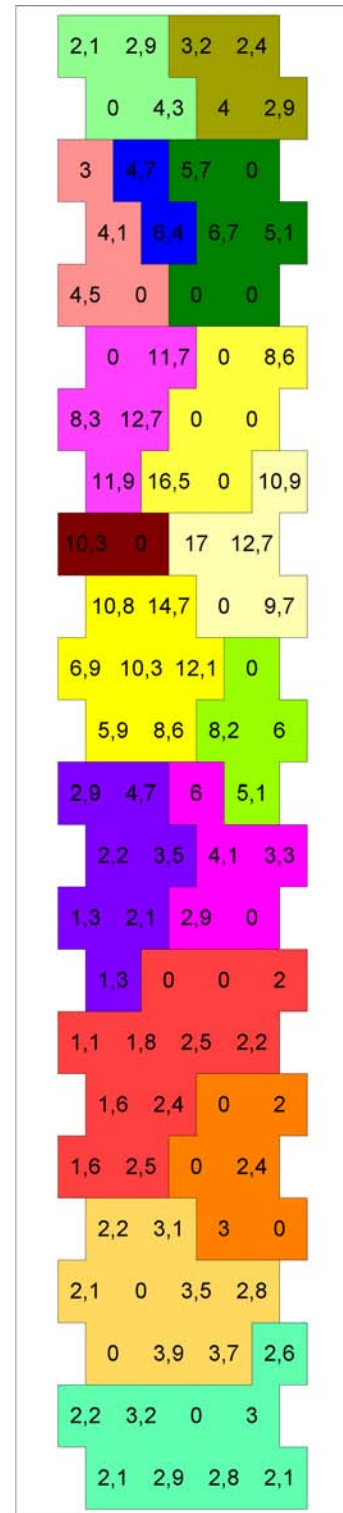 2,1 2,9 3,2 2,4
0 4,3 4 2,9
3 4,7 5,7 0
4,1 6,4 6,7 5,1
4,5 0 0 0
0 11,7 0 8,6
8,3 12,7 0 0
11,9 16,5 0 10,9
10,3 0 17 12,7
10,8 14,7 0 9,7
6,9 10,3 12,1 0
5,9 8,6 8,2 6
2,9 4,7 6 5,1
2,2 3,5 4,1 3,3
1,3 2,1 2,9 0
1,3 0 0 2
1,1 1,8 2,5 2,2
1,6 2,4 0 2
1,6 2,5 0 2,4
2,2 3,1 3 0
2,1 0 3,5 2,8
0 3,9 3,7 2,6
2,2 3,2 0 3
2,1 2,9 2,8 2,1